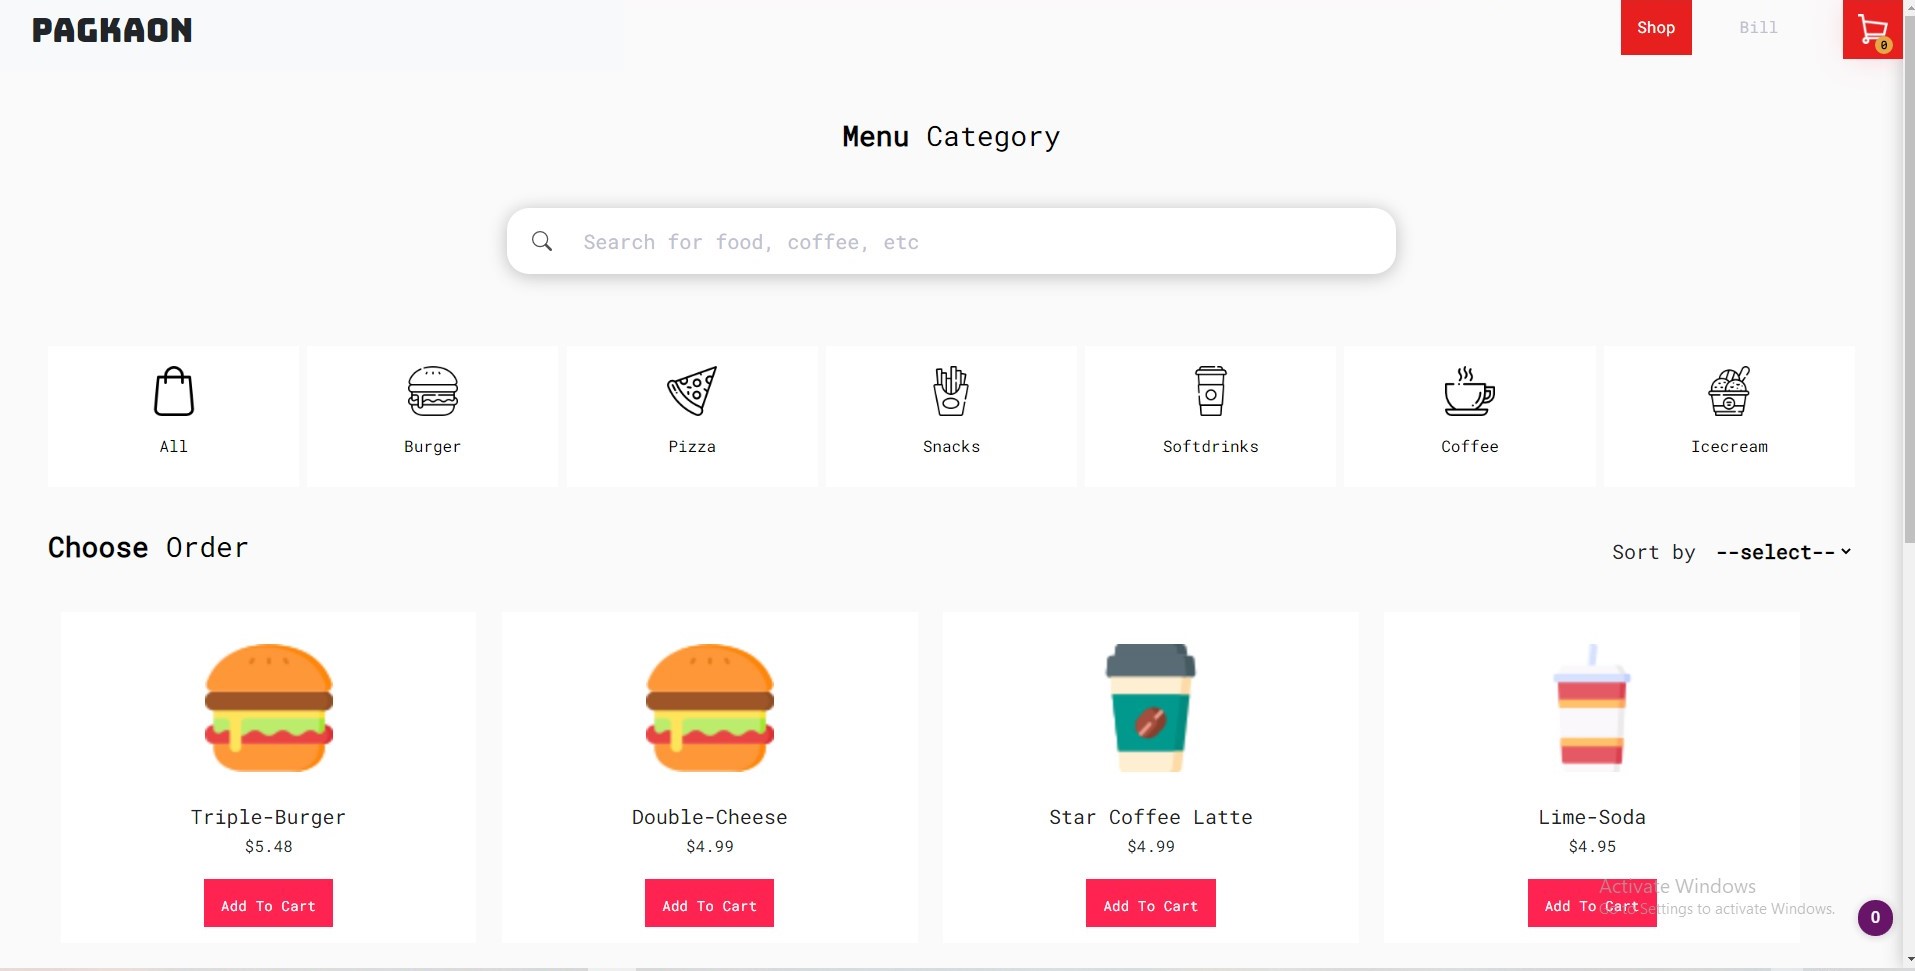 PAGKAON
Shop
Bill
0
Menu Category
Search for food, coffee, etc
All
Burger
Pizza
Snacks
Softdrinks
Coffee
Icecream
Choose Order
Sort by --select--
Triple-Burger
$5.48
Add To Cart
Double-Cheese
$4.99
Add To Cart
Star Coffee Latte
$4.99
Add To Cart
Lime-Soda
$4.95
Add To Cart
Activate Windows
Go to Settings to activate Windows.
0